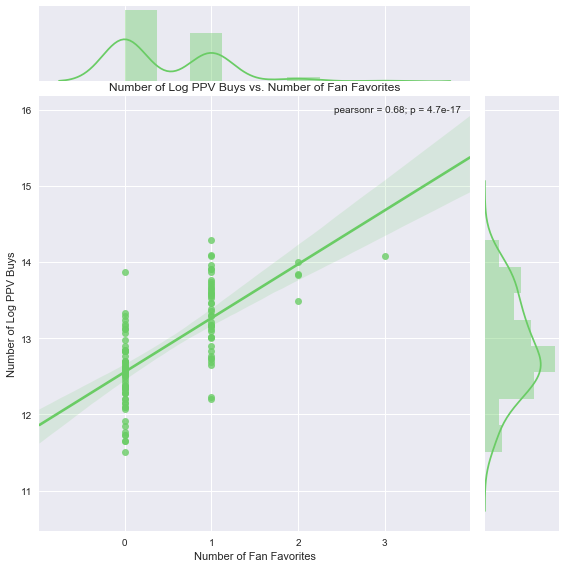 Number of Log PPV Buys vs. Number of Fan Favorites
pearsonr = 0.68; p = 4.7e-17
16
15
14
13
12
11
Number of Log PPV Buys
0 1 2 3
Number of Fan Favorites